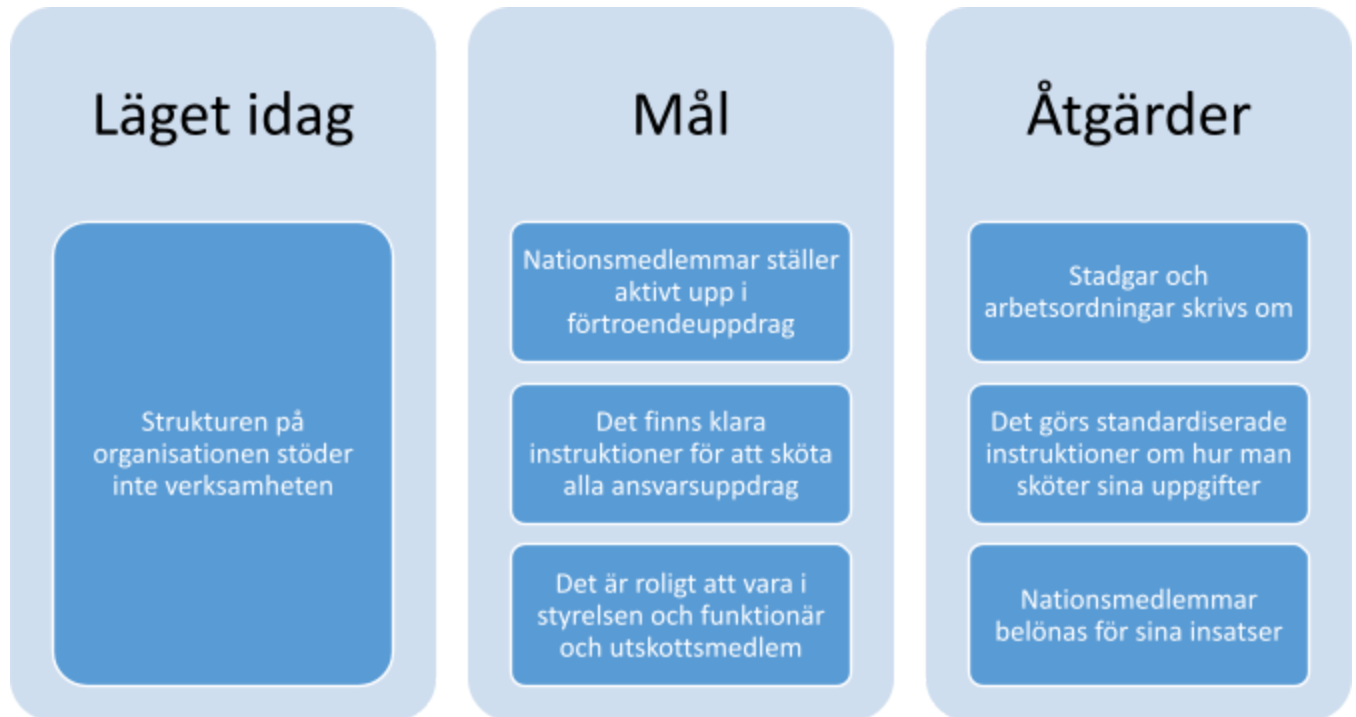 Läget idag
Strukturen på
organisationen stöder
inte verksamheten
Mål
Nationsmedlemmar ställer
aktivt upp i
förtroendeuppdrag
Det finns klara
instruktioner för att sköta
alla ansvarsuppdrag
Det är roligt att vara i
styrelsen och funktionär
och utskottsmedlem
Åtgärder
Stadgar och
arbetsordningar skrivs om
Det görs standardiserade
instruktioner om hur man
sköter sina uppgifter
Nationsmedlemmar
belönas för sina insatser